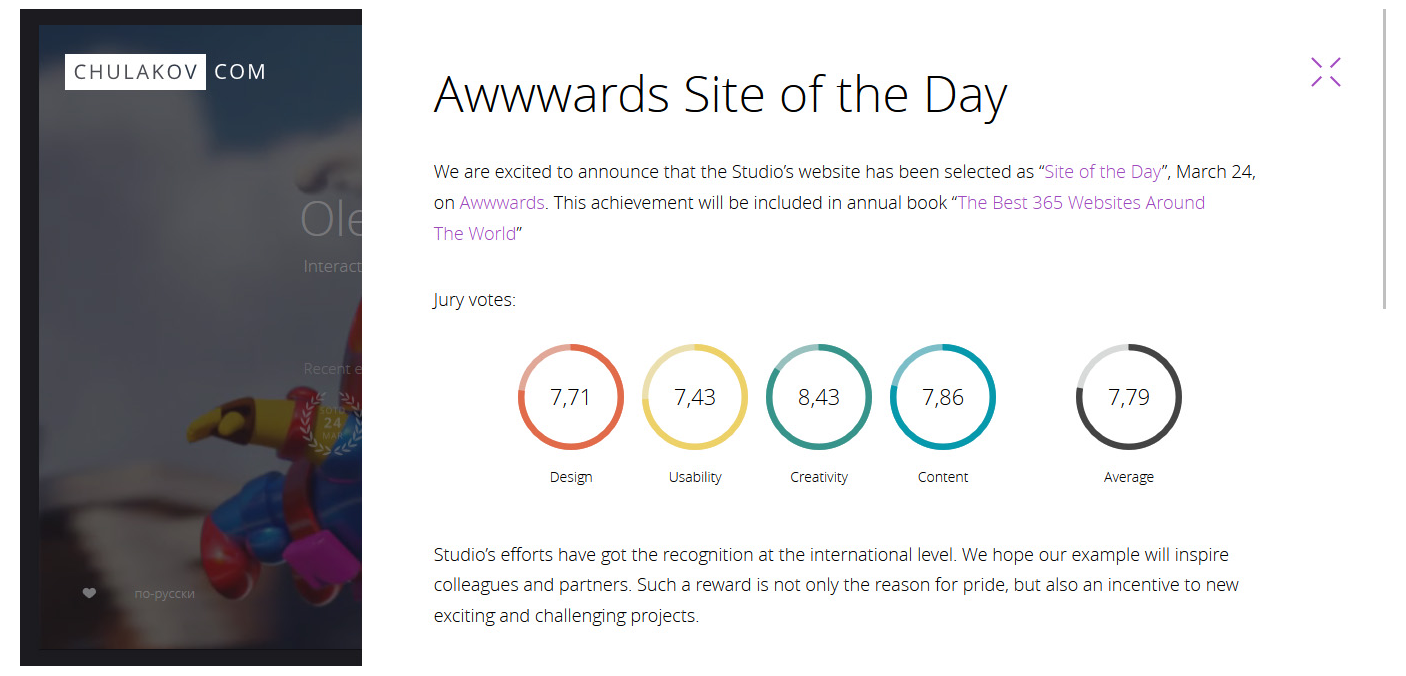 CHULAKOV COM
Ole
Interact
Recent e
SOTD
24
MAR
по-русски
Awwwards Site of the Day
We are excited to announce that the Studio’s website has been selected as “Site of the Day”, March 24,
on Awwwards. This achievement will be included in annual book “The Best 365 Websites Around
The World”
Jury votes:
7,71 7,43 8,43 7,86 7,79
Design Usability Creativity Content Average
Studio’s efforts have got the recognition at the international level. We hope our example will inspire
colleagues and partners. Such a reward is not only the reason for pride, but also an incentive to new
exciting and challenging projects.